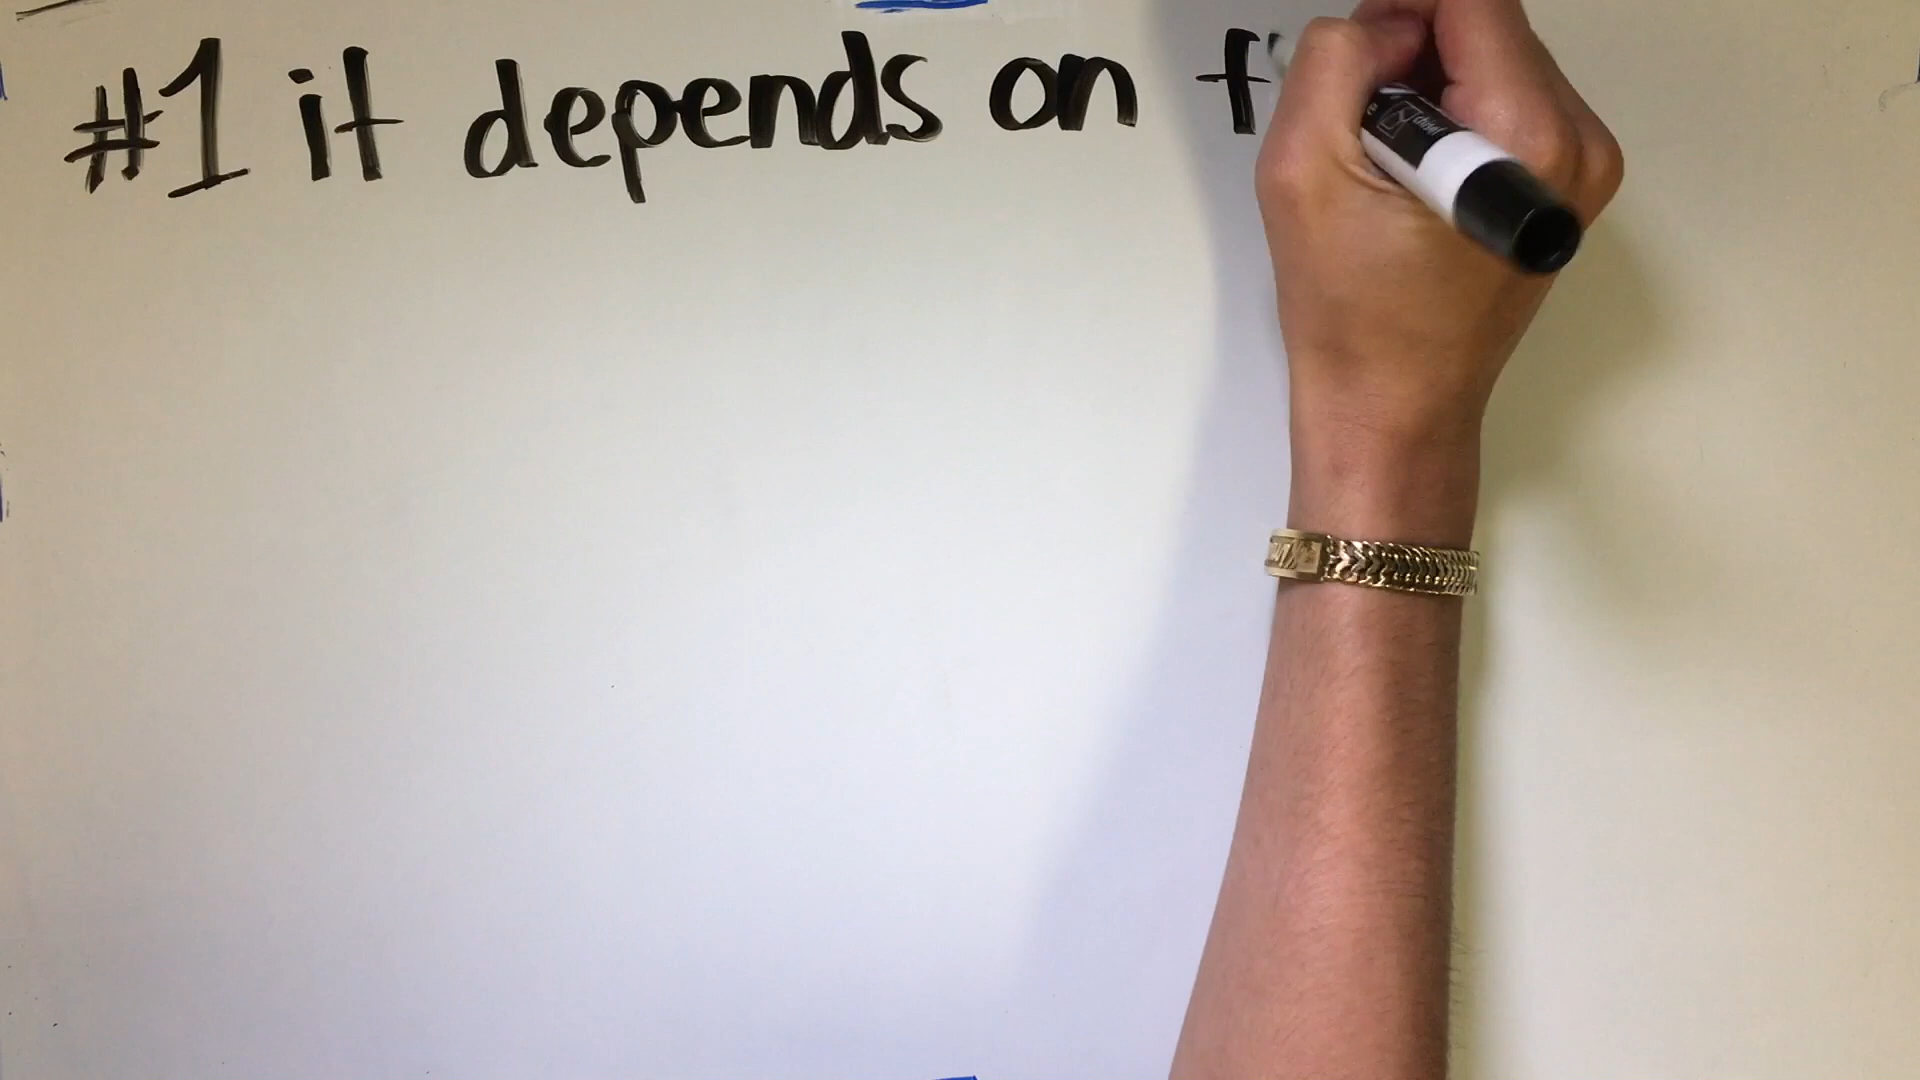 #1 it depends on f